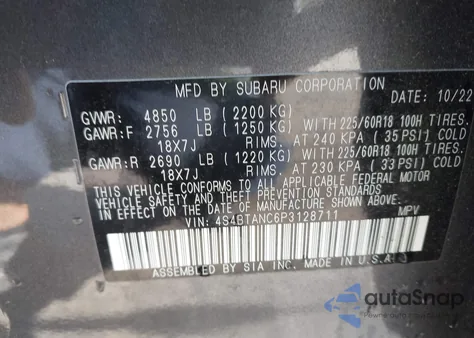 MFD BY SUBARU CORPORATION DATE: 10/22
GVWR: 4850 LB (2200 KG)
GAWR:F 2756 LB (1250 KG) WITH 225/60R18 100H TIRES,
18X7J RIMS, AT 240 KPA (35 PSI) COLD
GAWR:R 2690 LB (1220 KG) WITH 225/60R18 100H TIRES,
18X7J RIMS, AT 230 KPA (33 PSI) COLD
THIS VEHICLE CONFORMS TO ALL APPLICABLE FEDERAL MOTOR
VEHICLE SAFETY AND THEFT PREVENTION STANDARDS
IN EFFECT ON THE DATE OF MANUFACTURE SHOWN ABOVE.
VIN: 4S4BTANC6P3128711 MPV
ASSEMBLED BY SIA INC. MADE IN U.S.A.
autoSnap